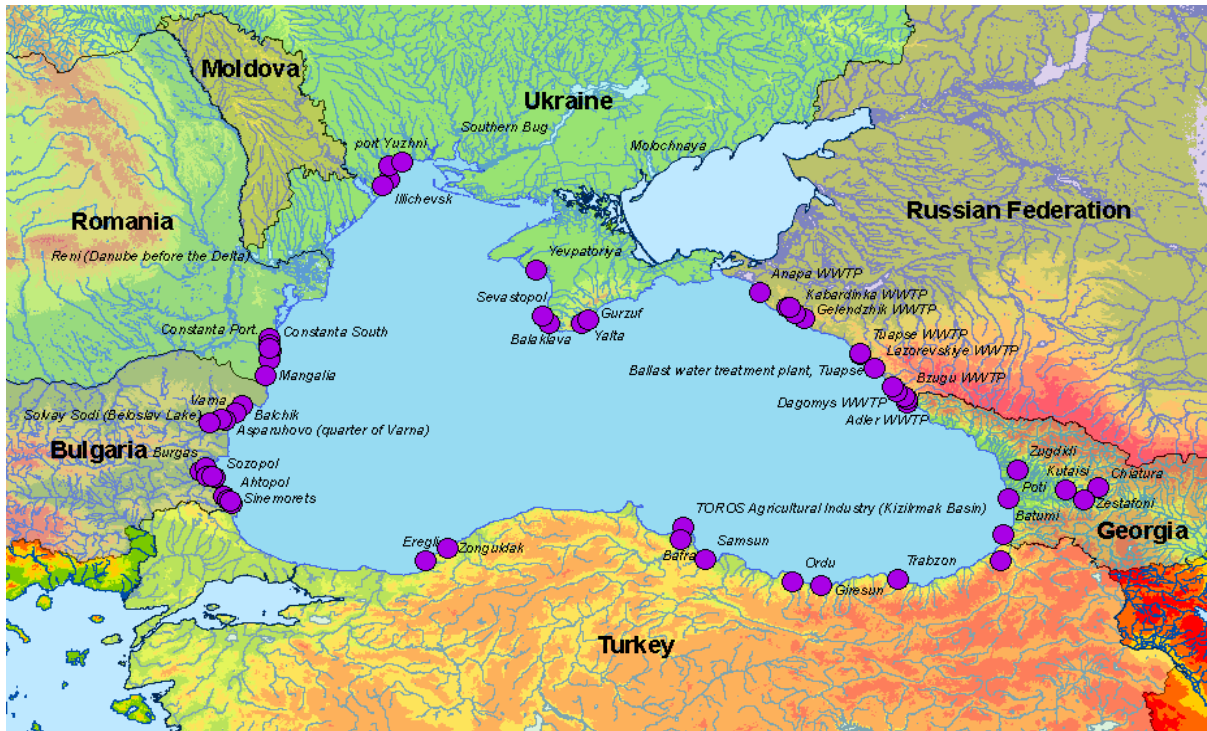 Moldova
Ukraine
Southern Bug
port Yuzhni
Molochnaya
Illichevsk
Romania
Russian Federation
Reni (Danube before the Delta)
Yevpatoriya
Anapa WWTP
Sevastopol
Kabardinka WWTP
Gelendzhik WWTP
Gurzuf
Constanta Port.
Constanta South
Balaklava
Yalta
Tuapse WWTP
Lazorevskiye WWTP
Mangalia
Ballast water treatment plant, Tuapse
Bzugu WWTP
Varna
Dagomys WWTP
Solvay Sodi (Beloslav Lake)
Balchik
Adler WWTP
Asparuhovo (quarter of Varna)
Bulgaria
Burgas
Zugdidi
Sozopol
Kutaisi
Chiatura
Ahtopol
Poti
Sinemorets
TOROS Agricultural Industry (Kizirmak Basin)
Zestafoni
Batumi
Georgia
Eregli
Zonguldak
Samsun
Bafra
Ordu
Trabzon
Giresun
Turkey